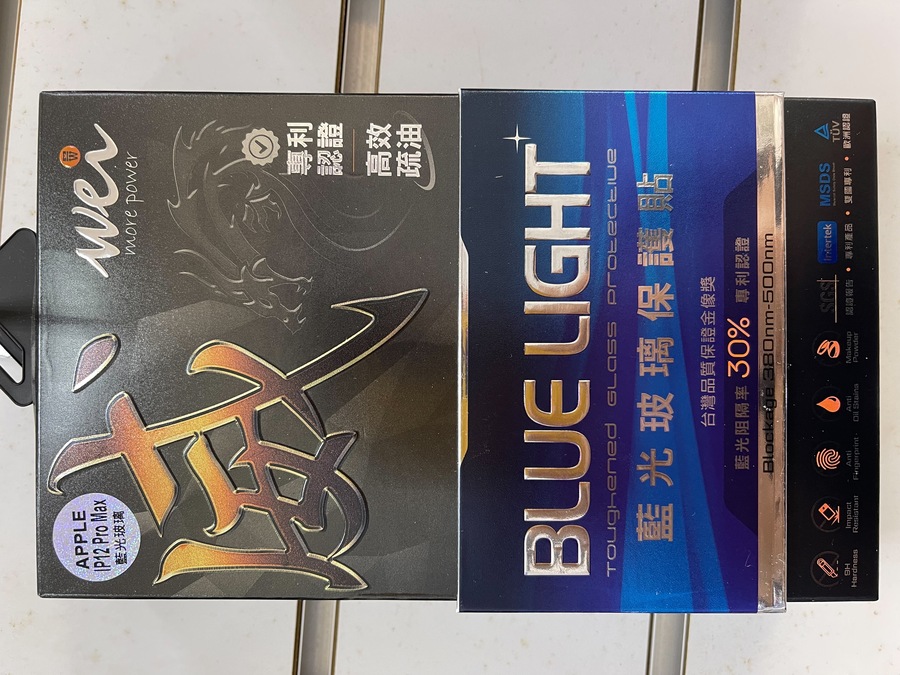 wei
more power
專利
認證
高效
疏油
威
APPLE
IP12 Pro Max
藍光玻璃
BLUE LIGHT
Toughened Glass Protective
藍光玻璃保護貼
台灣品質保證金像獎
藍光阻隔率 30% 專利認證
Blockage 380nm-500nm
SGS
Intertek
MSDS
TÜV
認證報告 • 專利產品 • 雙國專利 • 歐洲認證
9H
Hardness
Impact
Resistant
Anti
Fingerprint
Anti
Oil Stains
Makeup
Powder